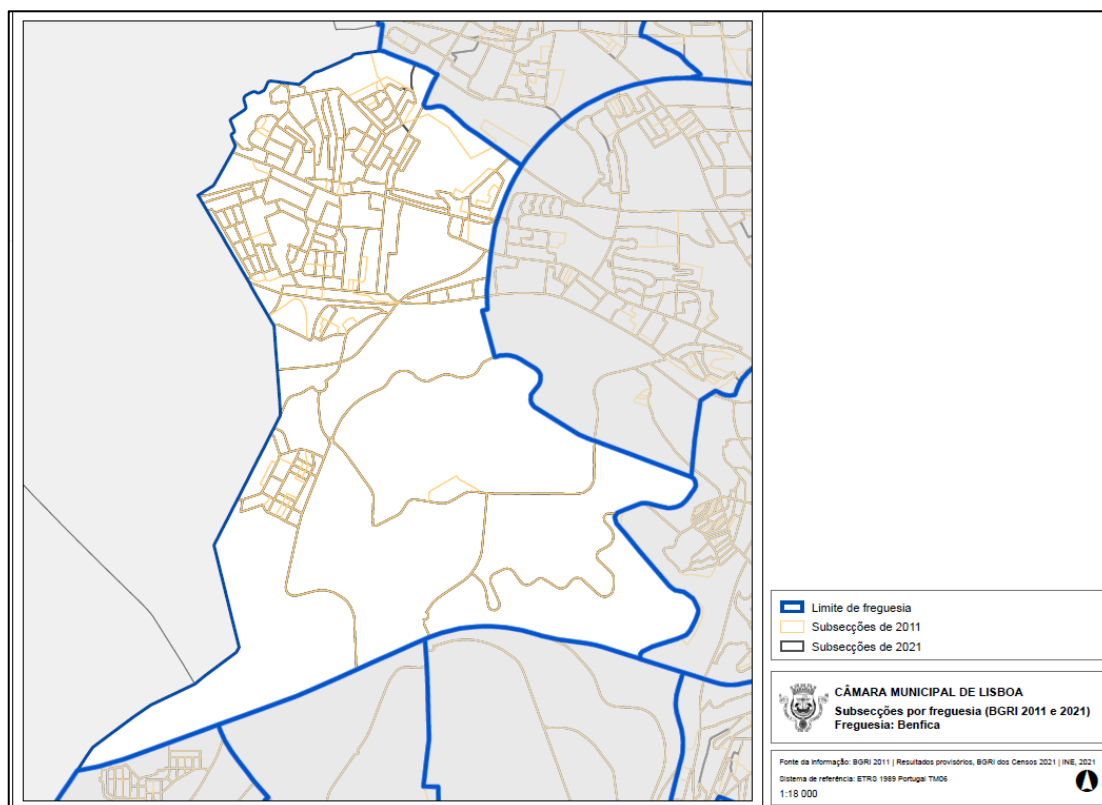 Limite de freguesia
Subsecções de 2011
Subsecções de 2021
CÂMARA MUNICIPAL DE LISBOA
Subsecções por freguesia (BGRI 2011 e 2021)
Freguesia: Benfica
Fonte da informação: BGRI 2011 | Resultados provisórios, BGRI dos Censos 2021 | INE, 2021
Sistema de referência: ETRS 1989 Portugal TM06
1:18 000